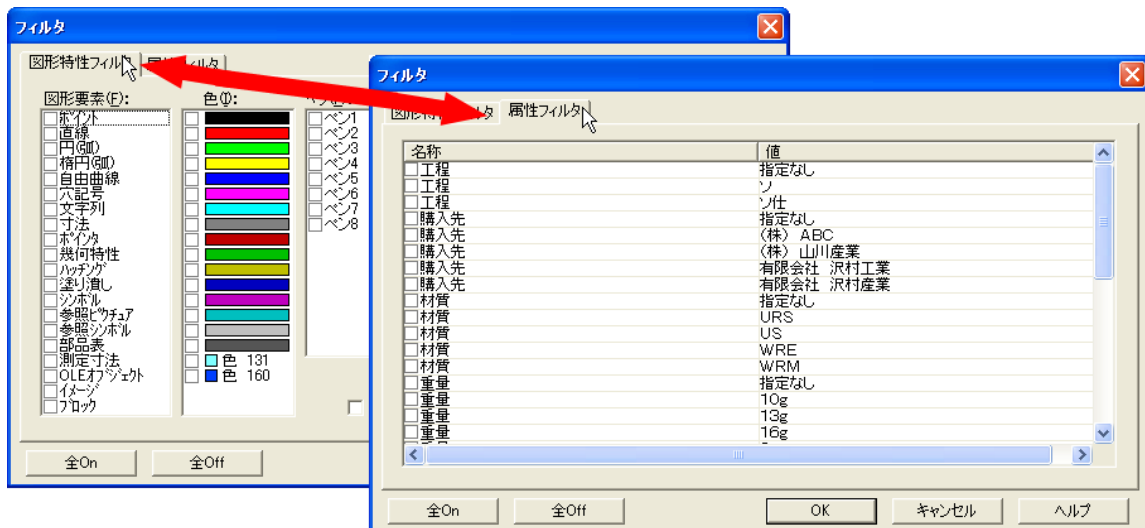 フィルタ
図形特性フィルタ
図形要素(F):
ポイント
直線
円(弧)
楕円(弧)
自由曲線
穴記号
文字列
寸法
ポインタ
幾何特性
ハッチング
塗り潰し
シンボル
参照ピクチュア
参照シンボル
部品表
測定寸法
OLEオブジェクト
イメージ
ブロック
色(I):
色 131
色 160
ペン1
ペン2
ペン3
ペン4
ペン5
ペン6
ペン7
ペン8
全On 全Off
フィルタ
属性フィルタ
名称 値
工程 指定なし
工程 ソ
工程 ソ仕
購入先 指定なし
購入先 (株) ABC
購入先 (株) 山川産業
購入先 有限会社 沢村工業
購入先 有限会社 沢村産業
材質 指定なし
材質 URS
材質 US
材質 WRE
材質 WRM
重量 指定なし
重量 10g
重量 13g
重量 16g
全On 全Off OK キャンセル ヘルプ